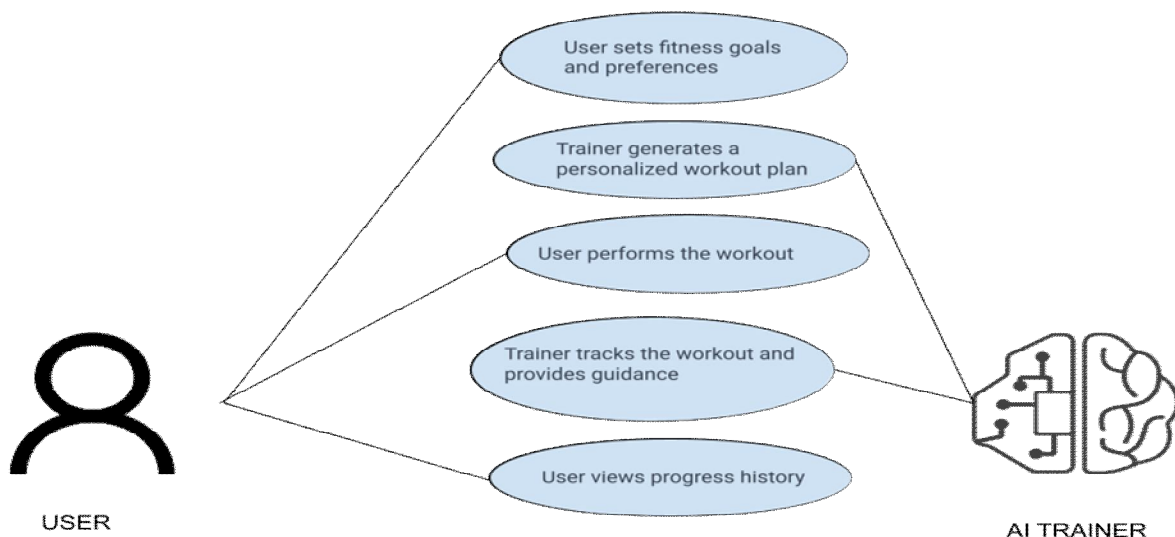 User sets fitness goals
and preferences
Trainer generates a
personalized workout plan
User performs the workout
Trainer tracks the workout and
provides guidance
User views progress history
USER
AI TRAINER